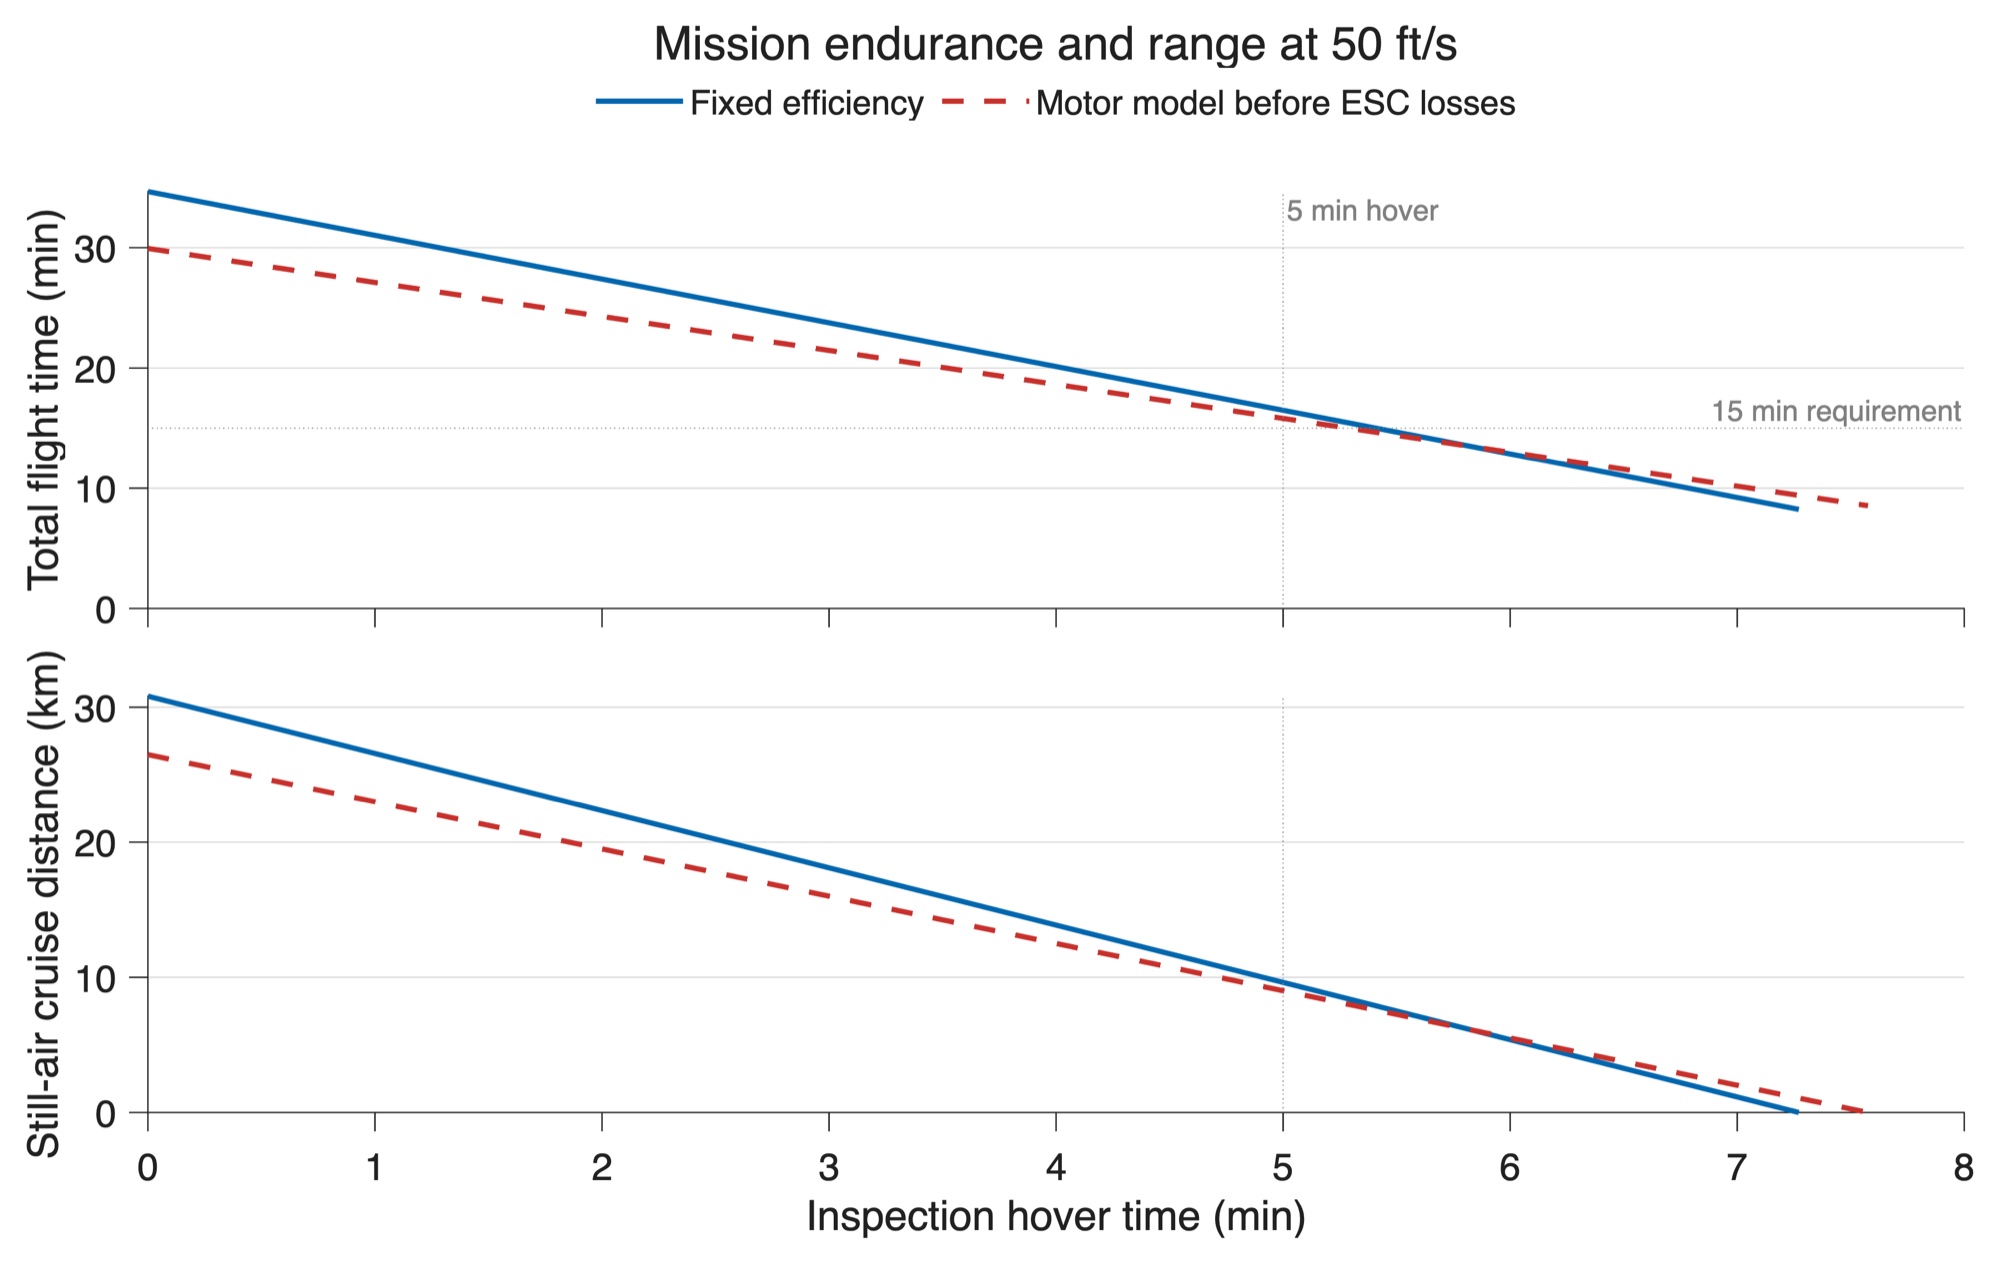 Mission endurance and range at 50 ft/s
Fixed efficiency
Motor model before ESC losses
Total flight time (min)
30
20
10
0
5 min hover
15 min requirement
Still-air cruise distance (km)
30
20
10
0
0 1 2 3 4 5 6 7 8
Inspection hover time (min)